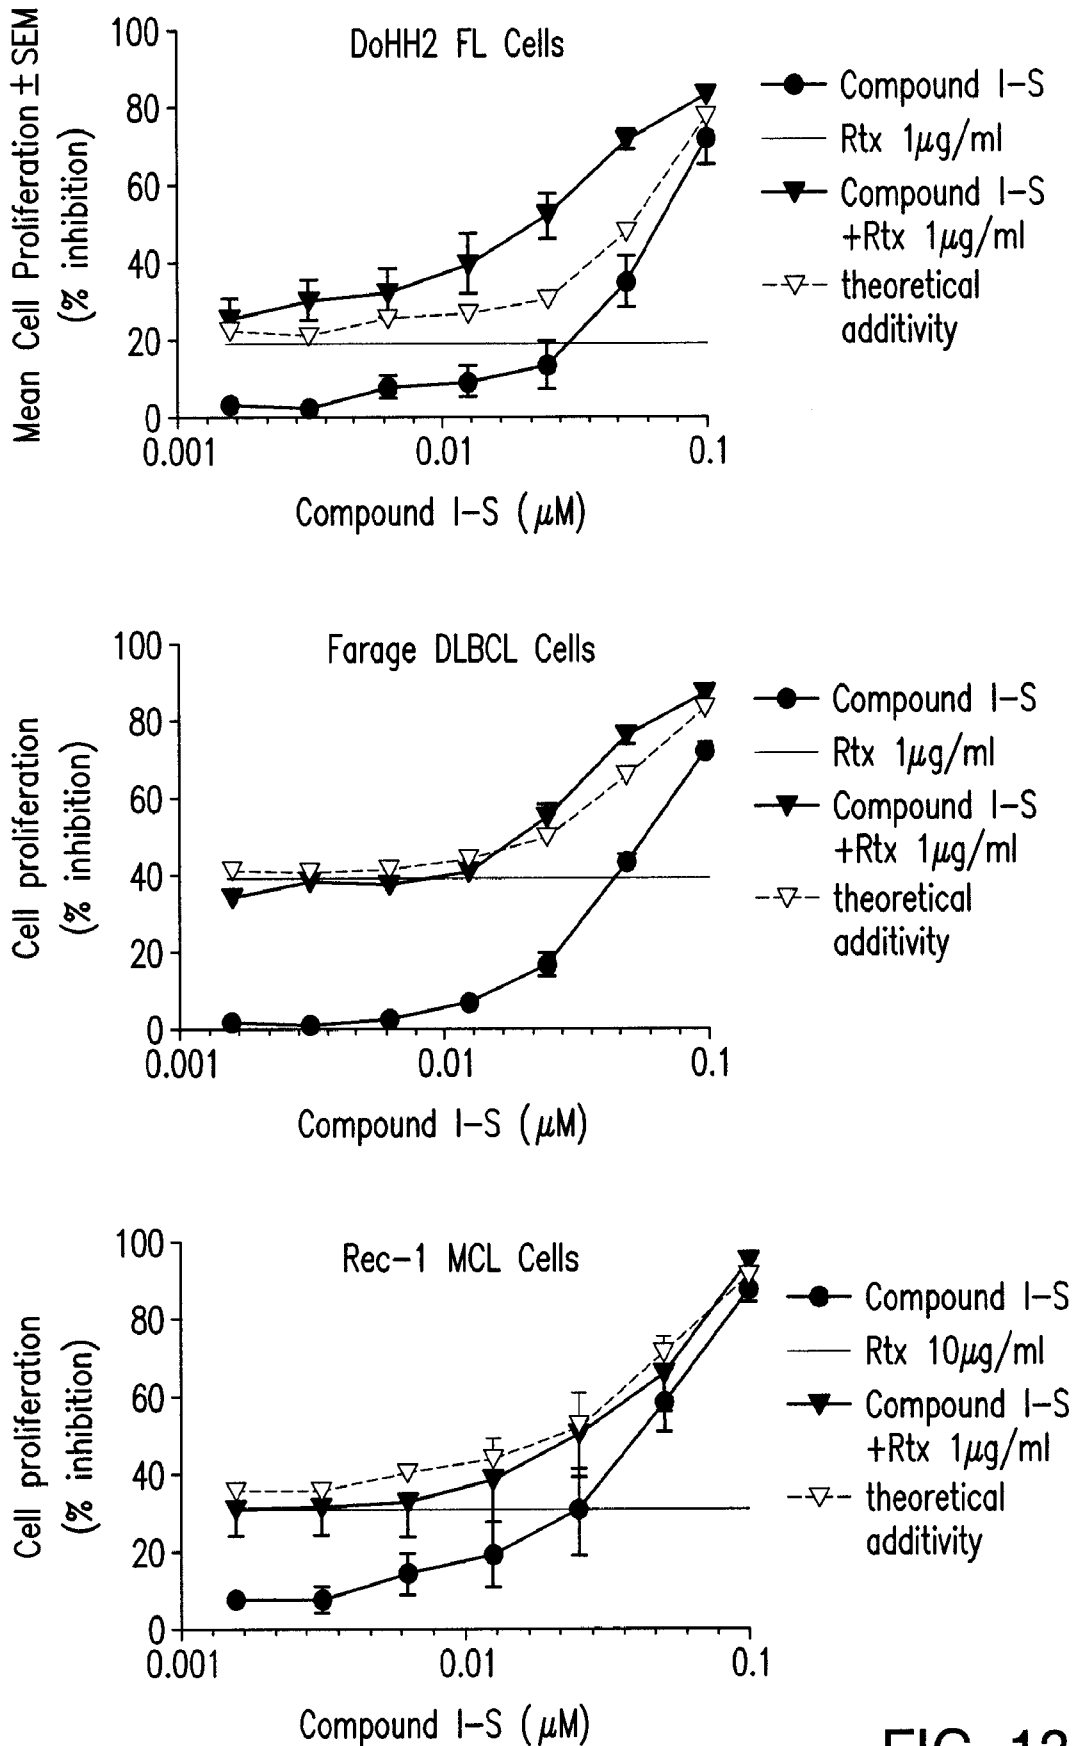 Mean Cell Proliferation ± SEM
(% inhibition)
DoHH2 FL Cells
100
80
60
40
20
0
0.001
0.01
0.1
Compound I-S (μM)
Compound I-S
Rtx 1μg/ml
Compound I-S
+Rtx 1μg/ml
theoretical
additivity
Cell proliferation
(% inhibition)
Farage DLBCL Cells
100
80
60
40
20
0
0.001
0.01
0.1
Compound I-S (μM)
Compound I-S
Rtx 1μg/ml
Compound I-S
+Rtx 1μg/ml
theoretical
additivity
Cell proliferation
(% inhibition)
Rec-1 MCL Cells
100
80
60
40
20
0
0.001
0.01
0.1
Compound I-S (μM)
Compound I-S
Rtx 10μg/ml
Compound I-S
+Rtx 1μg/ml
theoretical
additivity